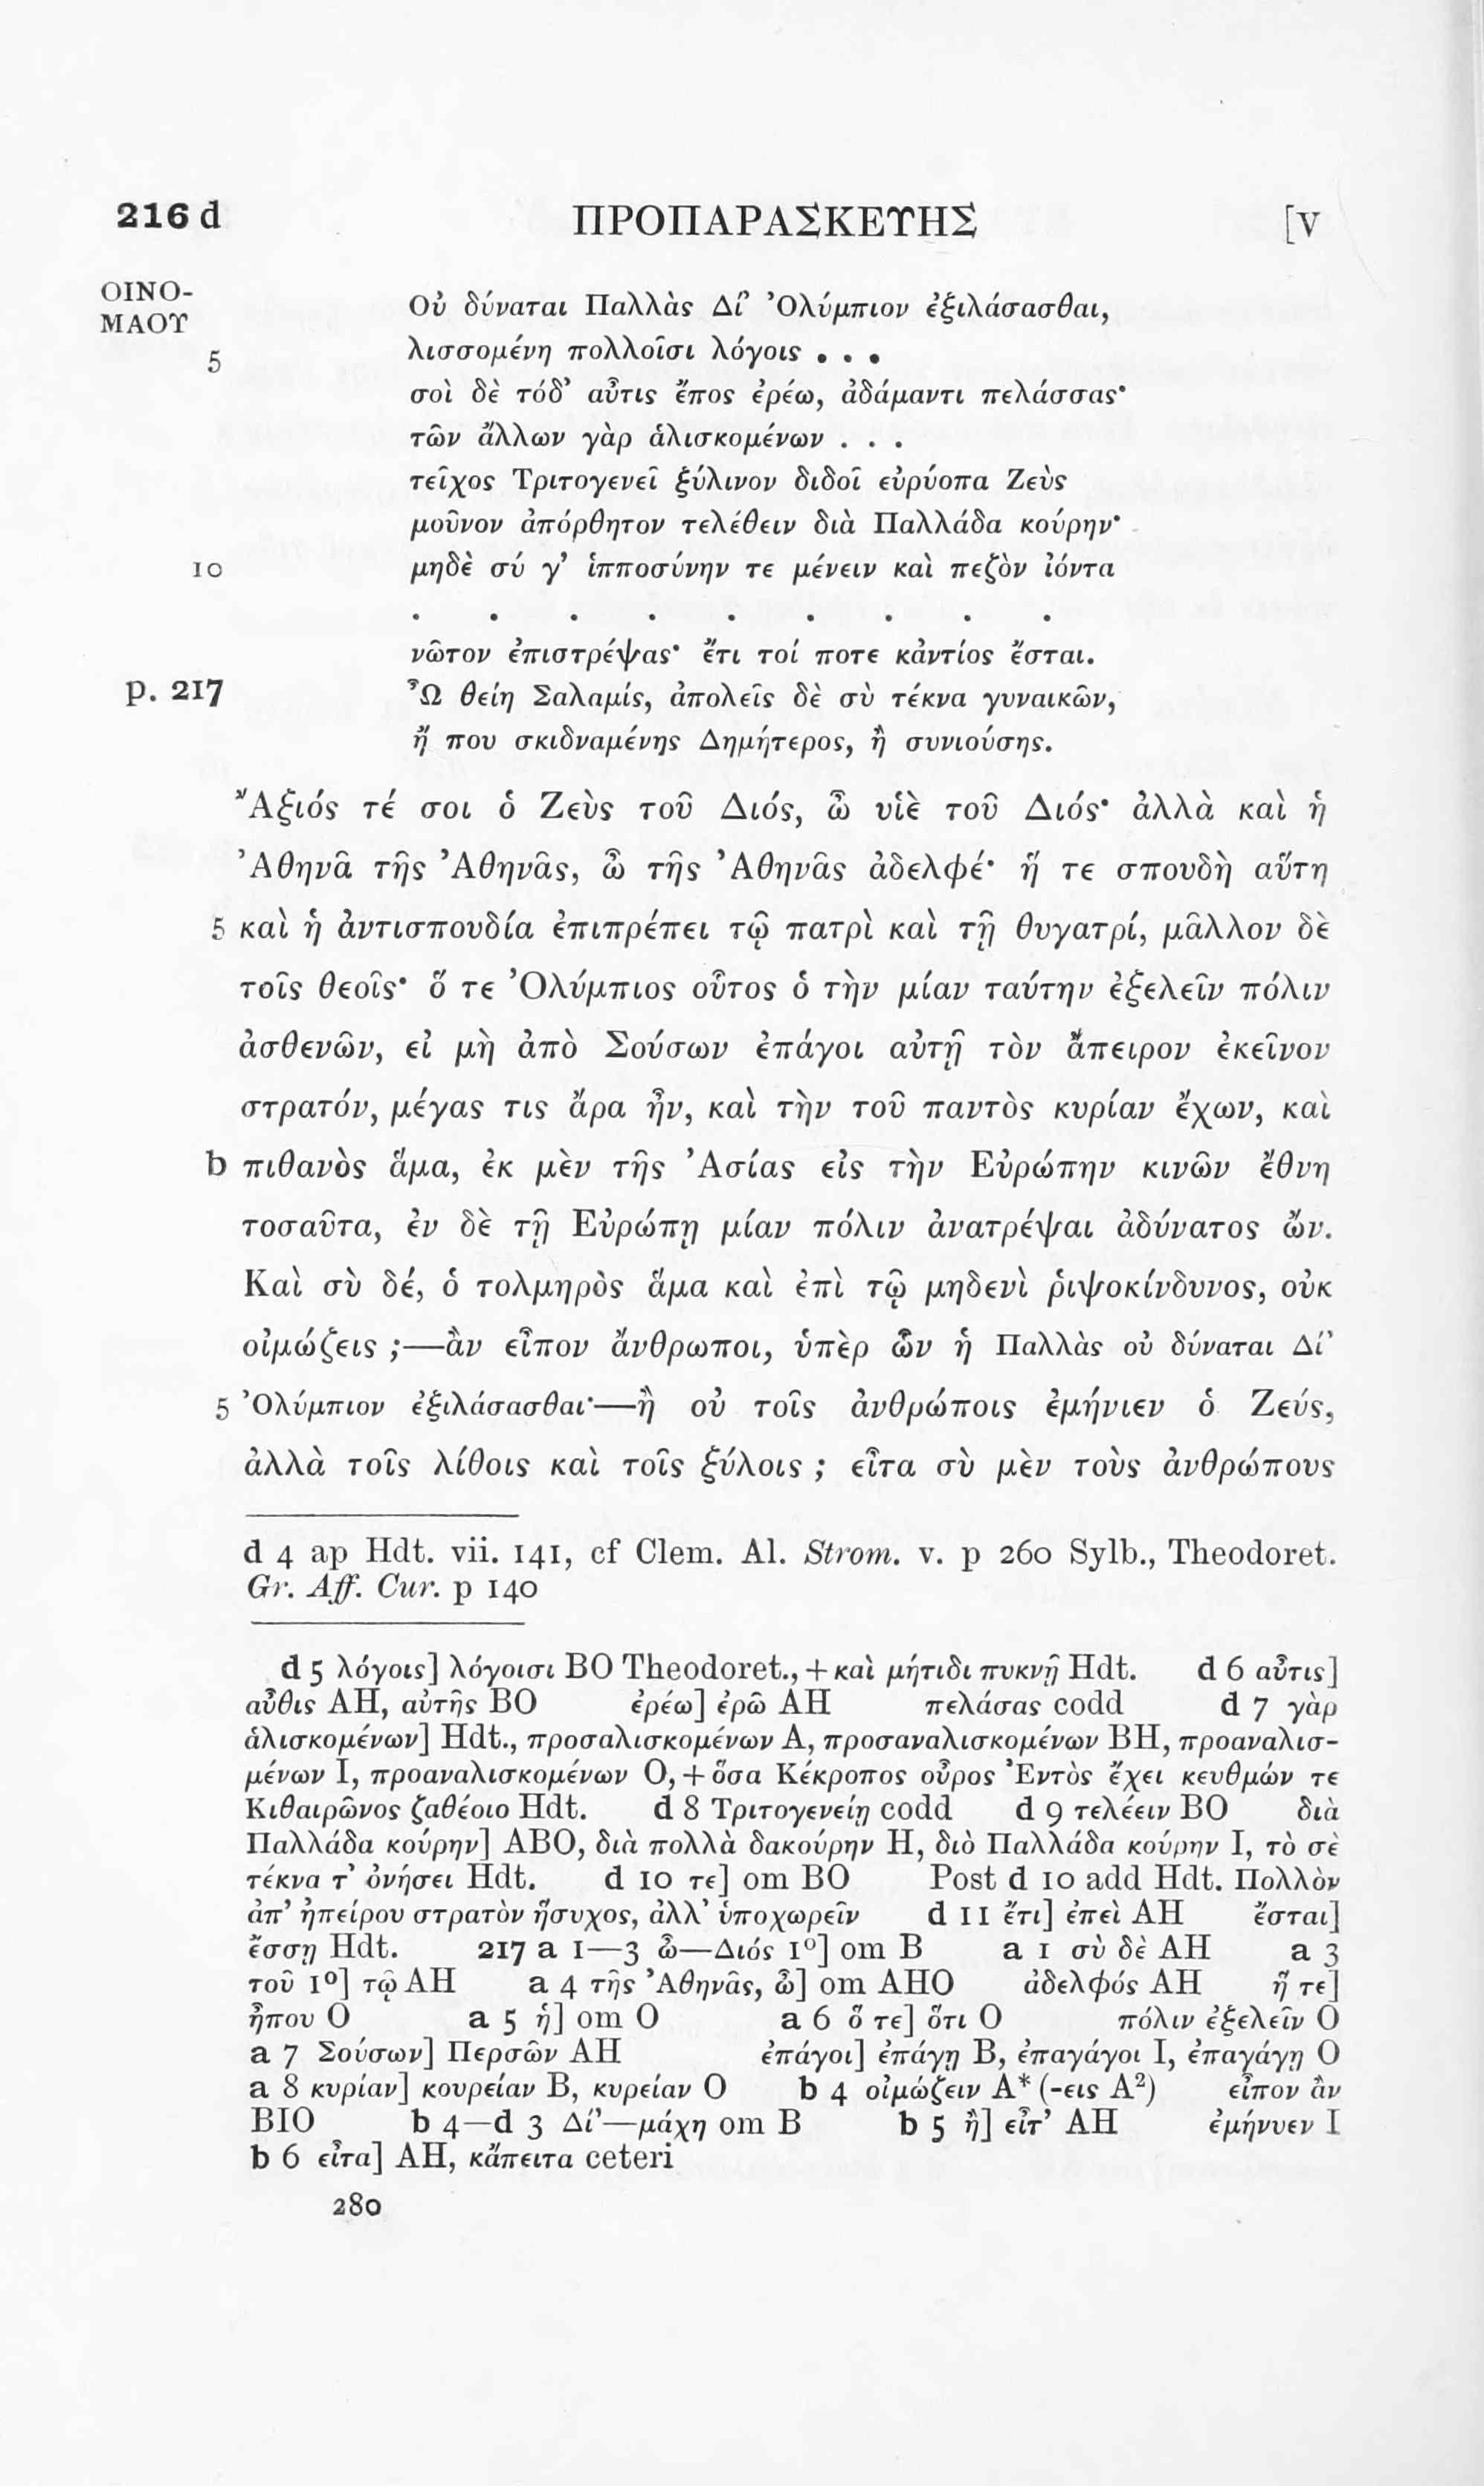 216 d ΠΡΟΠΑΡΑΣΚΕΥΗΣ [V
ΟΙΝΟ-
ΜΑΟΥ
Οὐ δύναται Παλλὰς Δί' Ὀλύμπιον ἐξιλάσασθαι,
5 λισσομένη πολλοῖσι λόγοις . . .
σοὶ δὲ τόδ' αὖτις ἔπος ἐρέω, ἀδάμαντι πελάσσας·
τῶν ἄλλων γὰρ ἁλισκομένων . . .
τεῖχος Τριτογενεῖ ξύλινον διδοῖ εὐρύοπα Ζεὺς
μοῦνον ἀπόρθητον τελέθειν διὰ Παλλάδα κούρην·
10 μηδὲ σύ γ' ἱπποσύνην τε μένειν καὶ πεζὸν ἰόντα
. . . . . . . . .
νῶτον ἐπιστρέψας· ἔτι τοί ποτε κἀντίος ἔσται.
p. 217 Ὦ θείη Σαλαμίς, ἀπολεῖς δὲ σὺ τέκνα γυναικῶν,
ἤ που σκιδναμένης Δημήτερος, ἢ συνιούσης.
Ἄξιός τέ σοι ὁ Ζεὺς τοῦ Διός, ὦ υἱὲ τοῦ Διός· ἀλλὰ καὶ ἡ
Ἀθηνᾶ τῆς Ἀθηνᾶς, ὦ τῆς Ἀθηνᾶς ἀδελφέ· ἥ τε σπουδὴ αὕτη
5 καὶ ἡ ἀντισπουδία ἐπιπρέπει τῷ πατρὶ καὶ τῇ θυγατρί, μᾶλλον δὲ
τοῖς θεοῖς· ὅ τε Ὀλύμπιος οὗτος ὁ τὴν μίαν ταύτην ἐξελεῖν πόλιν
ἀσθενῶν, εἰ μὴ ἀπὸ Σούσων ἐπάγοι αὐτῇ τὸν ἄπειρον ἐκεῖνον
στρατόν, μέγας τις ἄρα ἦν, καὶ τὴν τοῦ παντὸς κυρίαν ἔχων, καὶ
b πιθανὸς ἅμα, ἐκ μὲν τῆς Ἀσίας εἰς τὴν Εὐρώπην κινῶν ἔθνη
τοσαῦτα, ἐν δὲ τῇ Εὐρώπῃ μίαν πόλιν ἀνατρέψαι ἀδύνατος ὤν.
Καὶ σὺ δέ, ὁ τολμηρὸς ἅμα καὶ ἐπὶ τῷ μηδενὶ ῥιψοκίνδυνος, οὐκ
οἰμώζεις ;—ἂν εἶπον ἄνθρωποι, ὑπὲρ ὧν ἡ Παλλὰς οὐ δύναται Δί'
5 Ὀλύμπιον ἐξιλάσασθαι·—ἢ οὐ τοῖς ἀνθρώποις ἐμήνιεν ὁ Ζεύς,
ἀλλὰ τοῖς λίθοις καὶ τοῖς ξύλοις ; εἶτα σὺ μὲν τοὺς ἀνθρώπους
d 4 ap Hdt. vii. 141, cf Clem. Al. Strom. v. p 260 Sylb., Theodoret.
Gr. Aff. Cur. p 140
d 5 λόγοις] λόγοισι BO Theodoret., + καὶ μήτιδι πυκνῇ Hdt. d 6 αὖτις]
αὖθις AH, αὐτῆς BO ἐρέω] ἐρῶ AH πελάσας codd d 7 γὰρ
ἁλισκομένων] Hdt., προσαλισκομένων A, προσαναλισκομένων BH, προαναλισ-
μένων I, προαναλισκομένων O, + ὅσα Κέκροπος οὖρος Ἐντὸς ἔχει κευθμών τε
Κιθαιρῶνος ζαθέοιο Hdt. d 8 Τριτογενείῃ codd d 9 τελέειν BO διὰ
Παλλάδα κούρην] ABO, διὰ πολλὰ δακούρην H, διὸ Παλλάδα κούρην I, τὸ σὲ
τέκνα τ' ὀνήσει Hdt. d 10 τε] om BO Post d 10 add Hdt. Πολλὸν
ἀπ' ἠπείρου στρατὸν ἥσυχος, ἀλλ' ὑποχωρεῖν d 11 ἔτι] ἐπεὶ AH ἔσται]
ἔσσῃ Hdt. 217 a 1—3 ὦ—Διός 1º] om B a 1 σὺ δὲ AH a 3
τοῦ 1º] τῷ AH a 4 τῆς Ἀθηνᾶς, ὦ] om AHO ἀδελφός AH ἥ τε]
ἦπου O a 5 ἡ] om O a 6 ὅ τε] ὅτι O πόλιν ἐξελεῖν O
a 7 Σούσων] Περσῶν AH ἐπάγοι] ἐπάγῃ B, ἐπαγάγοι I, ἐπαγάγῃ O
a 8 κυρίαν] κουρείαν B, κυρείαν O b 4 οἰμώζειν A* (-εις A²) εἶπον ἂν
BIO b 4—d 3 Δί'—μάχη om B b 5 ἢ] εἶτ' AH ἐμήνυεν I
b 6 εἶτα] AH, κἄπειτα ceteri
280